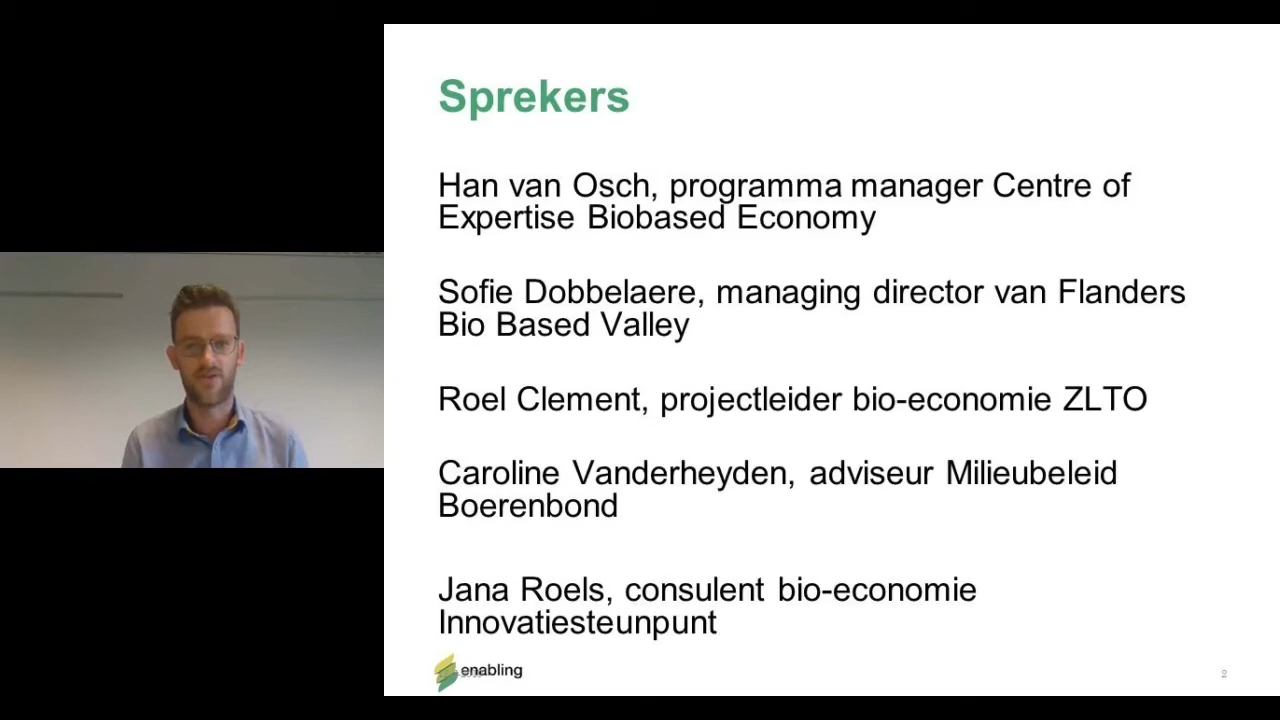 Sprekers
Han van Osch, programma manager Centre of
Expertise Biobased Economy
Sofie Dobbelaere, managing director van Flanders
Bio Based Valley
Roel Clement, projectleider bio-economie ZLTO
Caroline Vanderheyden, adviseur Milieubeleid
Boerenbond
Jana Roels, consulent bio-economie
Innovatiesteunpunt
enabling
2